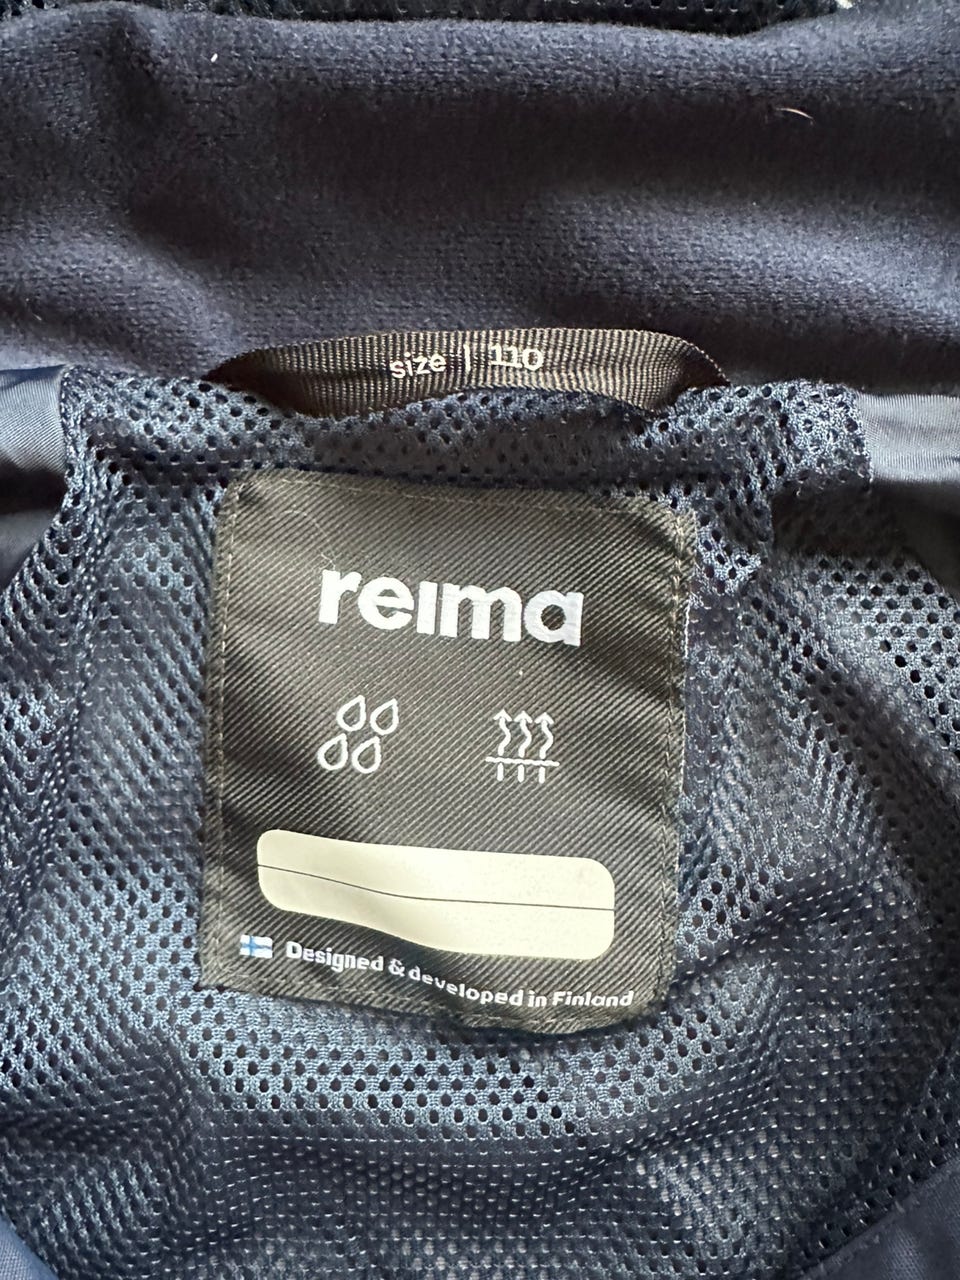 size | 110
reima
Designed & developed in Finland